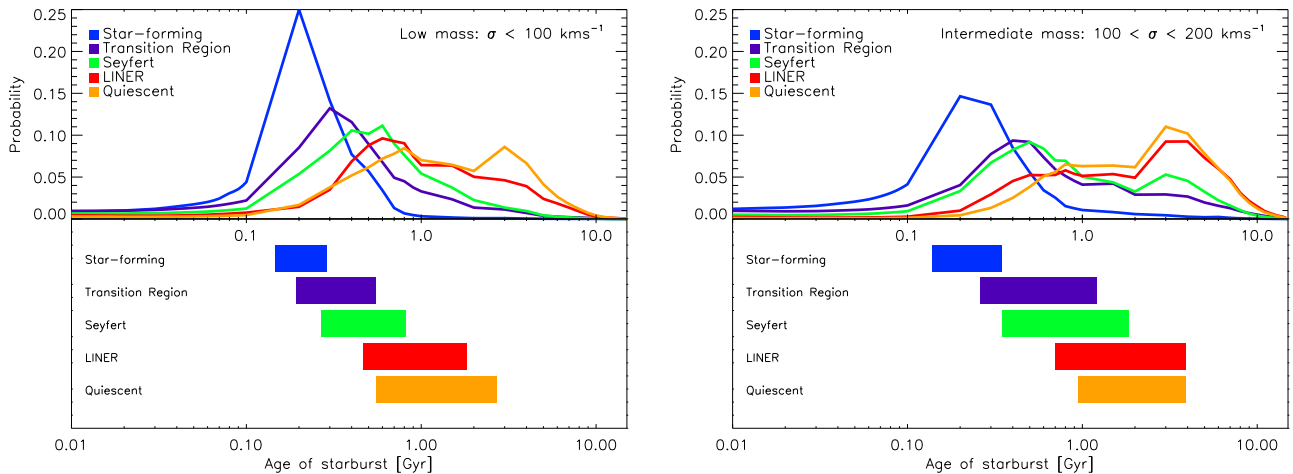 0.25
0.20
0.15
0.10
0.05
0.00
Probability
Star-forming
Transition Region
Seyfert
LINER
Quiescent
Low mass: σ < 100 kms⁻¹
0.1
1.0
10.0
Star-forming
Transition Region
Seyfert
LINER
Quiescent
0.01
0.10
1.00
10.00
Age of starburst [Gyr]
0.25
0.20
0.15
0.10
0.05
0.00
Probability
Star-forming
Transition Region
Seyfert
LINER
Quiescent
Intermediate mass: 100 < σ < 200 kms⁻¹
0.1
1.0
10.0
Star-forming
Transition Region
Seyfert
LINER
Quiescent
0.01
0.10
1.00
10.00
Age of starburst [Gyr]